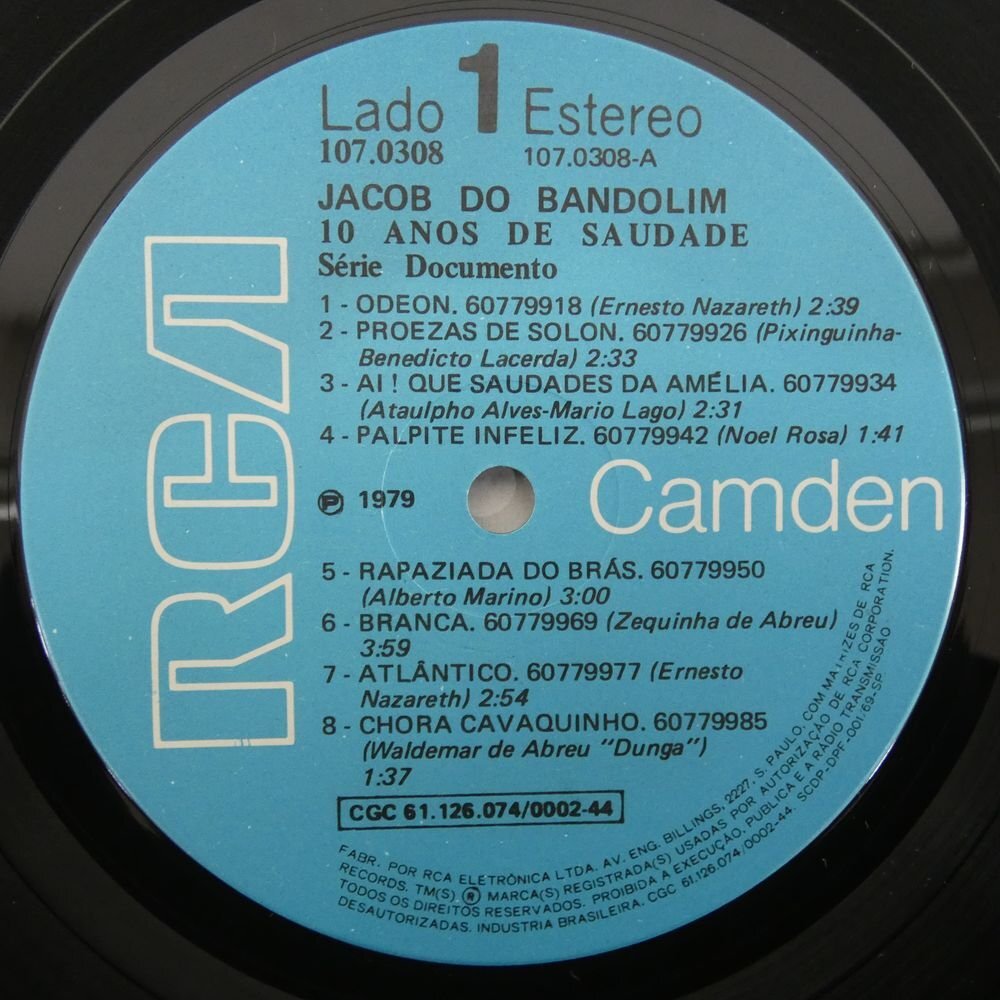 Lado 1 Estereo
107.0308 107.0308-A
JACOB DO BANDOLIM
10 ANOS DE SAUDADE
Série Documento
1 - ODEON. 60779918 (Ernesto Nazareth) 2:39
2 - PROEZAS DE SOLON. 60779926 (Pixinguinha-
Benedicto Lacerda) 2:33
3 - AI ! QUE SAUDADES DA AMÉLIA. 60779934
(Ataulpho Alves-Mario Lago) 2:31
4 - PALPITE INFELIZ. 60779942 (Noel Rosa) 1:41
RCA
℗ 1979
Camden
5 - RAPAZIADA DO BRÁS. 60779950
(Alberto Marino) 3:00
6 - BRANCA. 60779969 (Zequinha de Abreu)
3:59
7 - ATLÂNTICO. 60779977 (Ernesto
Nazareth) 2:54
8 - CHORA CAVAQUINHO. 60779985
(Waldemar de Abreu "Dunga")
1:37
CGC 61.126.074/0002-44
FABR. POR RCA ELETRÔNICA LTDA. AV. ENG. BILLINGS, 2227. S. PAULO, COM MATRIZES DE RCA
RECORDS. TM(S) ® MARCA(S) REGISTRADA(S) USADAS POR AUTORIZAÇÃO DE RCA CORPORATION.
TODOS OS DIREITOS RESERVADOS. PROIBIDA A EXECUÇÃO, PUBLICA E A RÁDIO TRANSMISSÃO
DESAUTORIZADAS. INDUSTRIA BRASILEIRA. CGC 61.126.074/0002-44. SCDP-DPF-001/69-SP